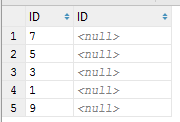 ID ID
1 7 <null>
2 5 <null>
3 3 <null>
4 1 <null>
5 9 <null>